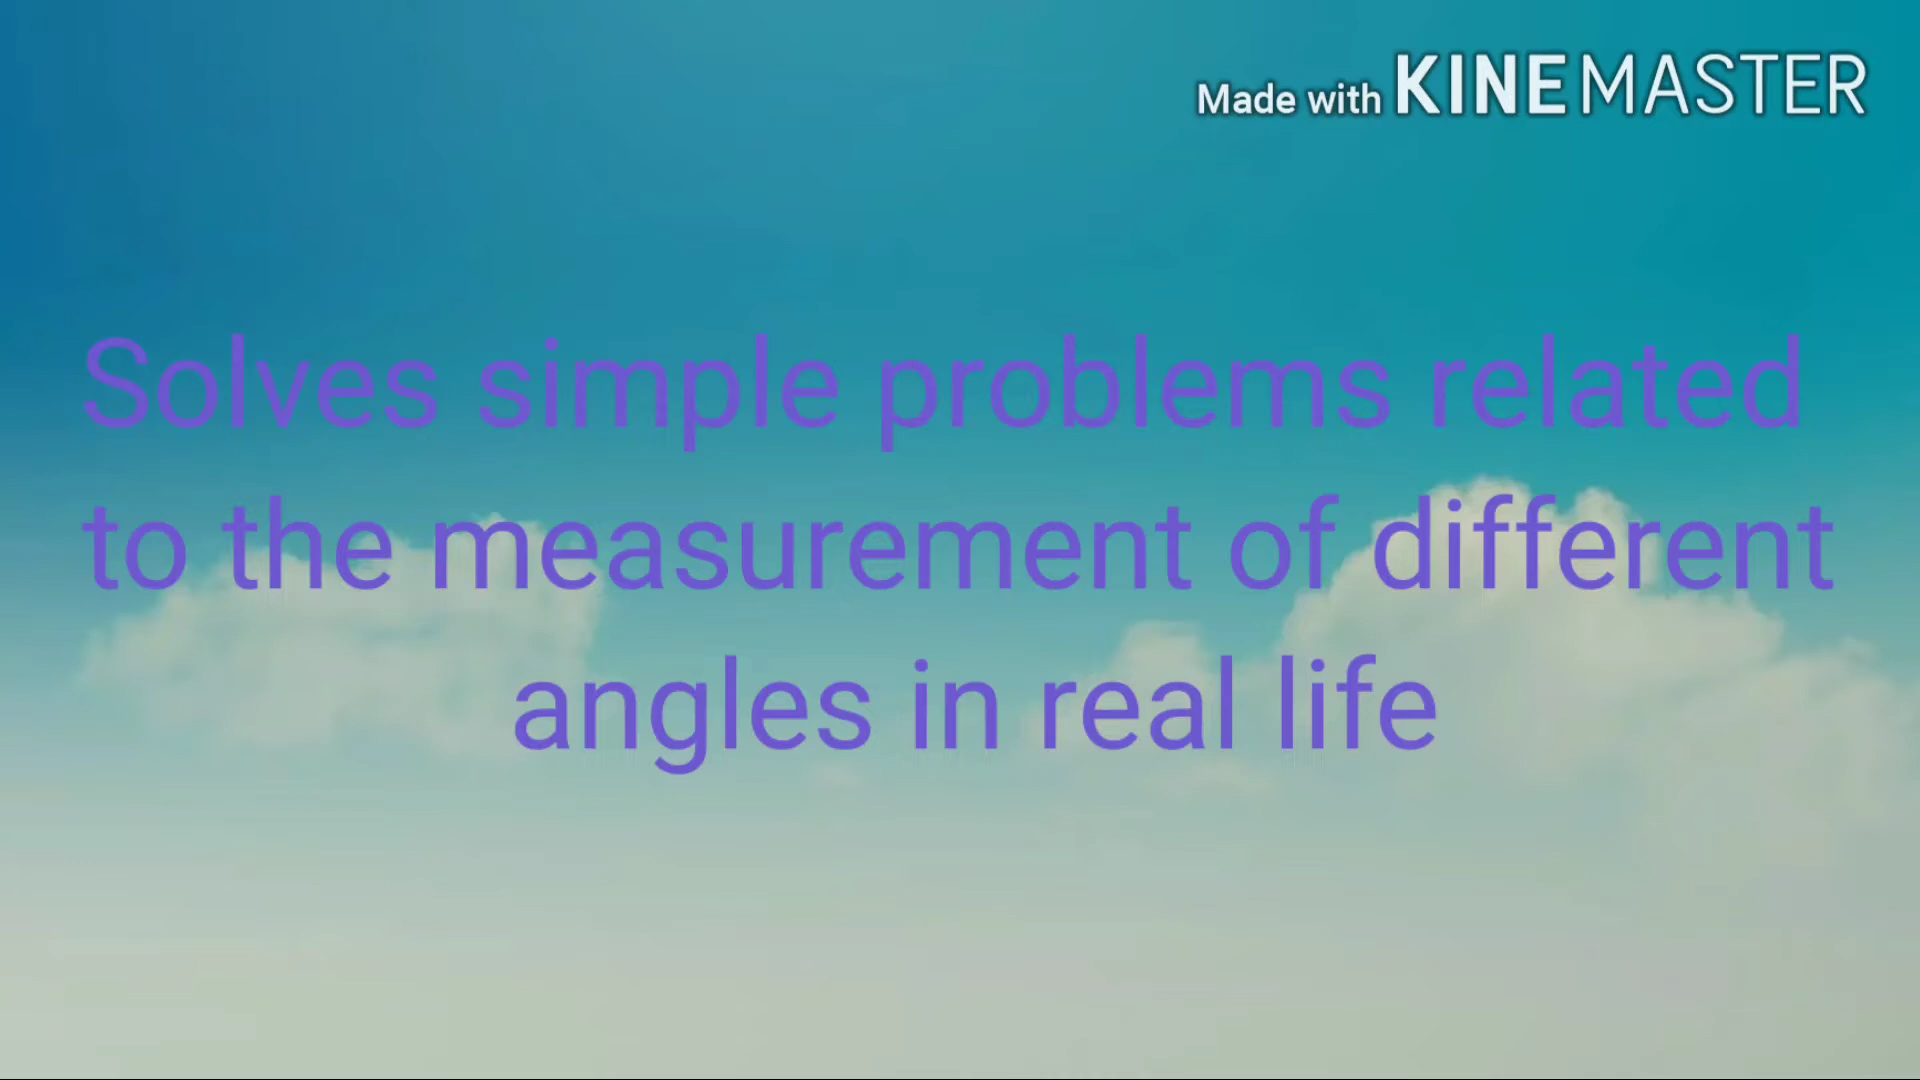 Made with KINEMASTER
Solves simple problems related
to the measurement of different
angles in real life